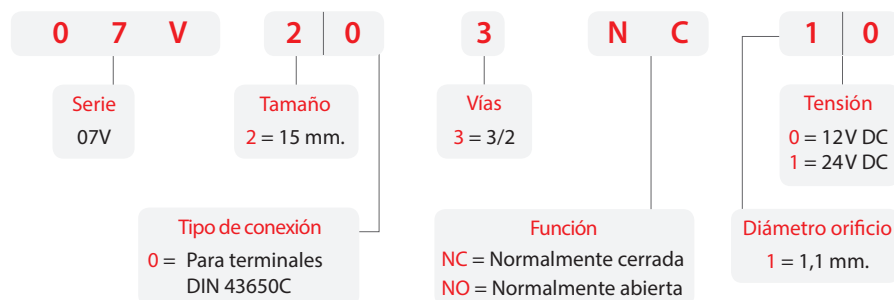 0 7 V 2 0 3 N C 1 0
Serie
07V
Tamaño
2 = 15 mm.
Vías
3 = 3/2
Tensión
0 = 12V DC
1 = 24V DC
Tipo de conexión
0 = Para terminales
DIN 43650C
Función
NC = Normalmente cerrada
NO = Normalmente abierta
Diámetro orificio
1 = 1,1 mm.